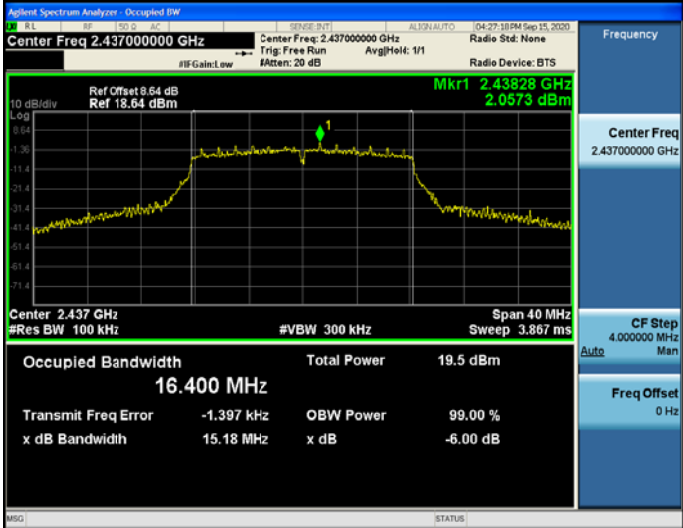 Agilent Spectrum Analyzer - Occupied BW
RL RF 50 Ω AC SENSE:INT ALIGN AUTO 04:27:18 PM Sep 15, 2020
Center Freq 2.437000000 GHz
Center Freq: 2.437000000 GHz
Radio Std: None
Trig: Free Run Avg|Hold: 1/1
#IFGain:Low
#Atten: 20 dB
Radio Device: BTS
Frequency
Ref Offset 8.64 dB
10 dB/div Ref 18.64 dBm
Mkr1 2.43828 GHz
2.0573 dBm
Log
8.64
-1.36
-11.4
-21.4
-31.4
-41.4
-51.4
-61.4
-71.4
1
Center 2.437 GHz Span 40 MHz
#Res BW 100 kHz #VBW 300 kHz Sweep 3.867 ms
Occupied Bandwidth Total Power 19.5 dBm
16.400 MHz
Transmit Freq Error -1.397 kHz OBW Power 99.00 %
x dB Bandwidth 15.18 MHz x dB -6.00 dB
Center Freq
2.437000000 GHz
CF Step
4.000000 MHz
Auto Man
Freq Offset
0 Hz
MSG STATUS